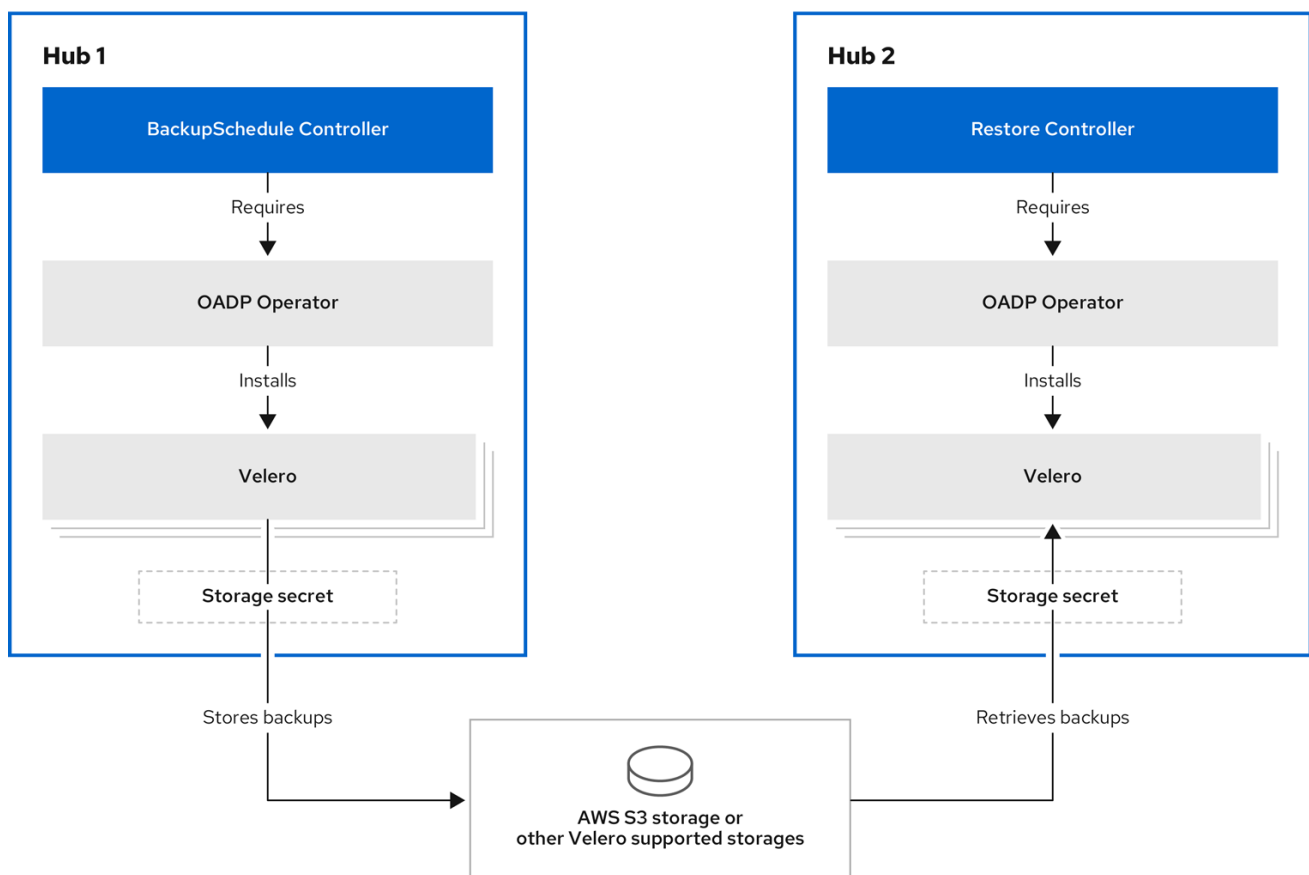 Hub 1
BackupSchedule Controller
Requires
OADP Operator
Installs
Velero
Storage secret
Stores backups
Hub 2
Restore Controller
Requires
OADP Operator
Installs
Velero
Storage secret
Retrieves backups
AWS S3 storage or
other Velero supported storages